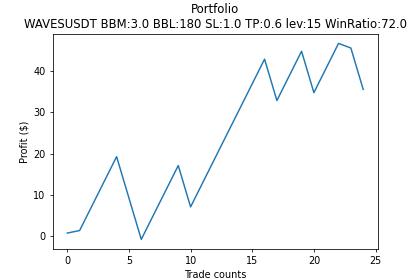 Portfolio
WAVESUSDT BBM:3.0 BBL:180 SL:1.0 TP:0.6 lev:15 WinRatio:72.0
40
30
20
10
0
Profit ($)
0 5 10 15 20 25
Trade counts